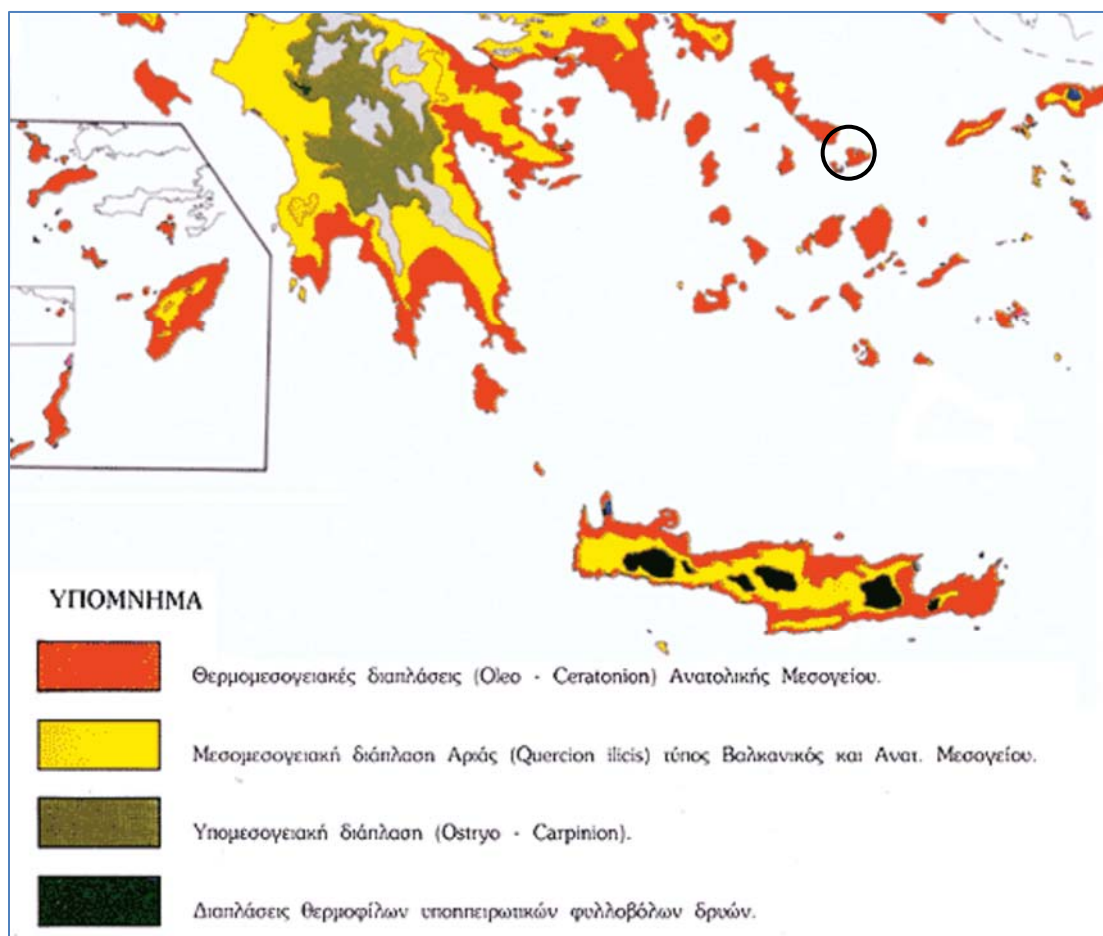 ΥΠΟΜΝΗΜΑ
Θερμομεσογειακές διαπλάσεις (Oleo - Ceratonion) Ανατολικής Μεσογείου.
Μεσομεσογειακή διάπλαση Αριάς (Quercion ilicis) τύπος Βαλκανικός και Ανατ. Μεσογείου.
Υπομεσογειακή διάπλαση (Ostryo - Carpinion).
Διαπλάσεις θερμοφίλων υποηπειρωτικών φυλλοβόλων δρυών.